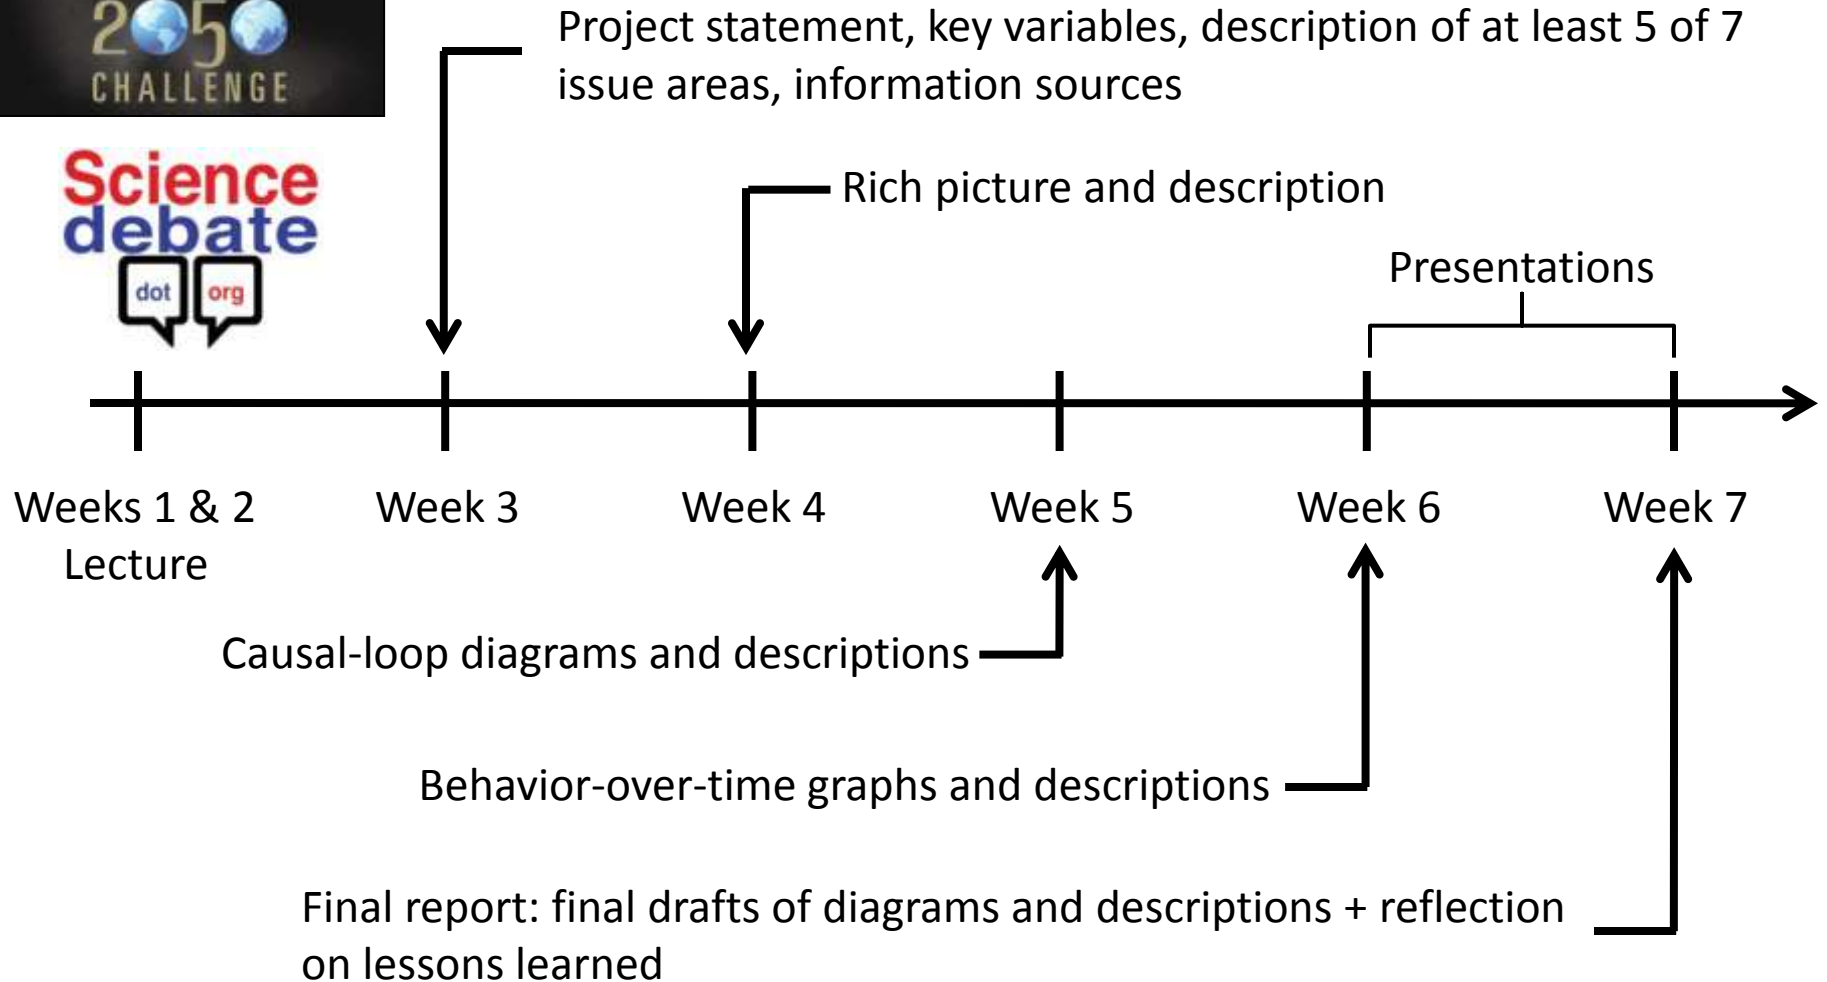 2050
CHALLENGE
Project statement, key variables, description of at least 5 of 7
issue areas, information sources
Science
debate
dot org
Rich picture and description
Presentations
Weeks 1 & 2
Lecture
Week 3
Week 4
Week 5
Week 6
Week 7
Causal-loop diagrams and descriptions
Behavior-over-time graphs and descriptions
Final report: final drafts of diagrams and descriptions + reflection
on lessons learned